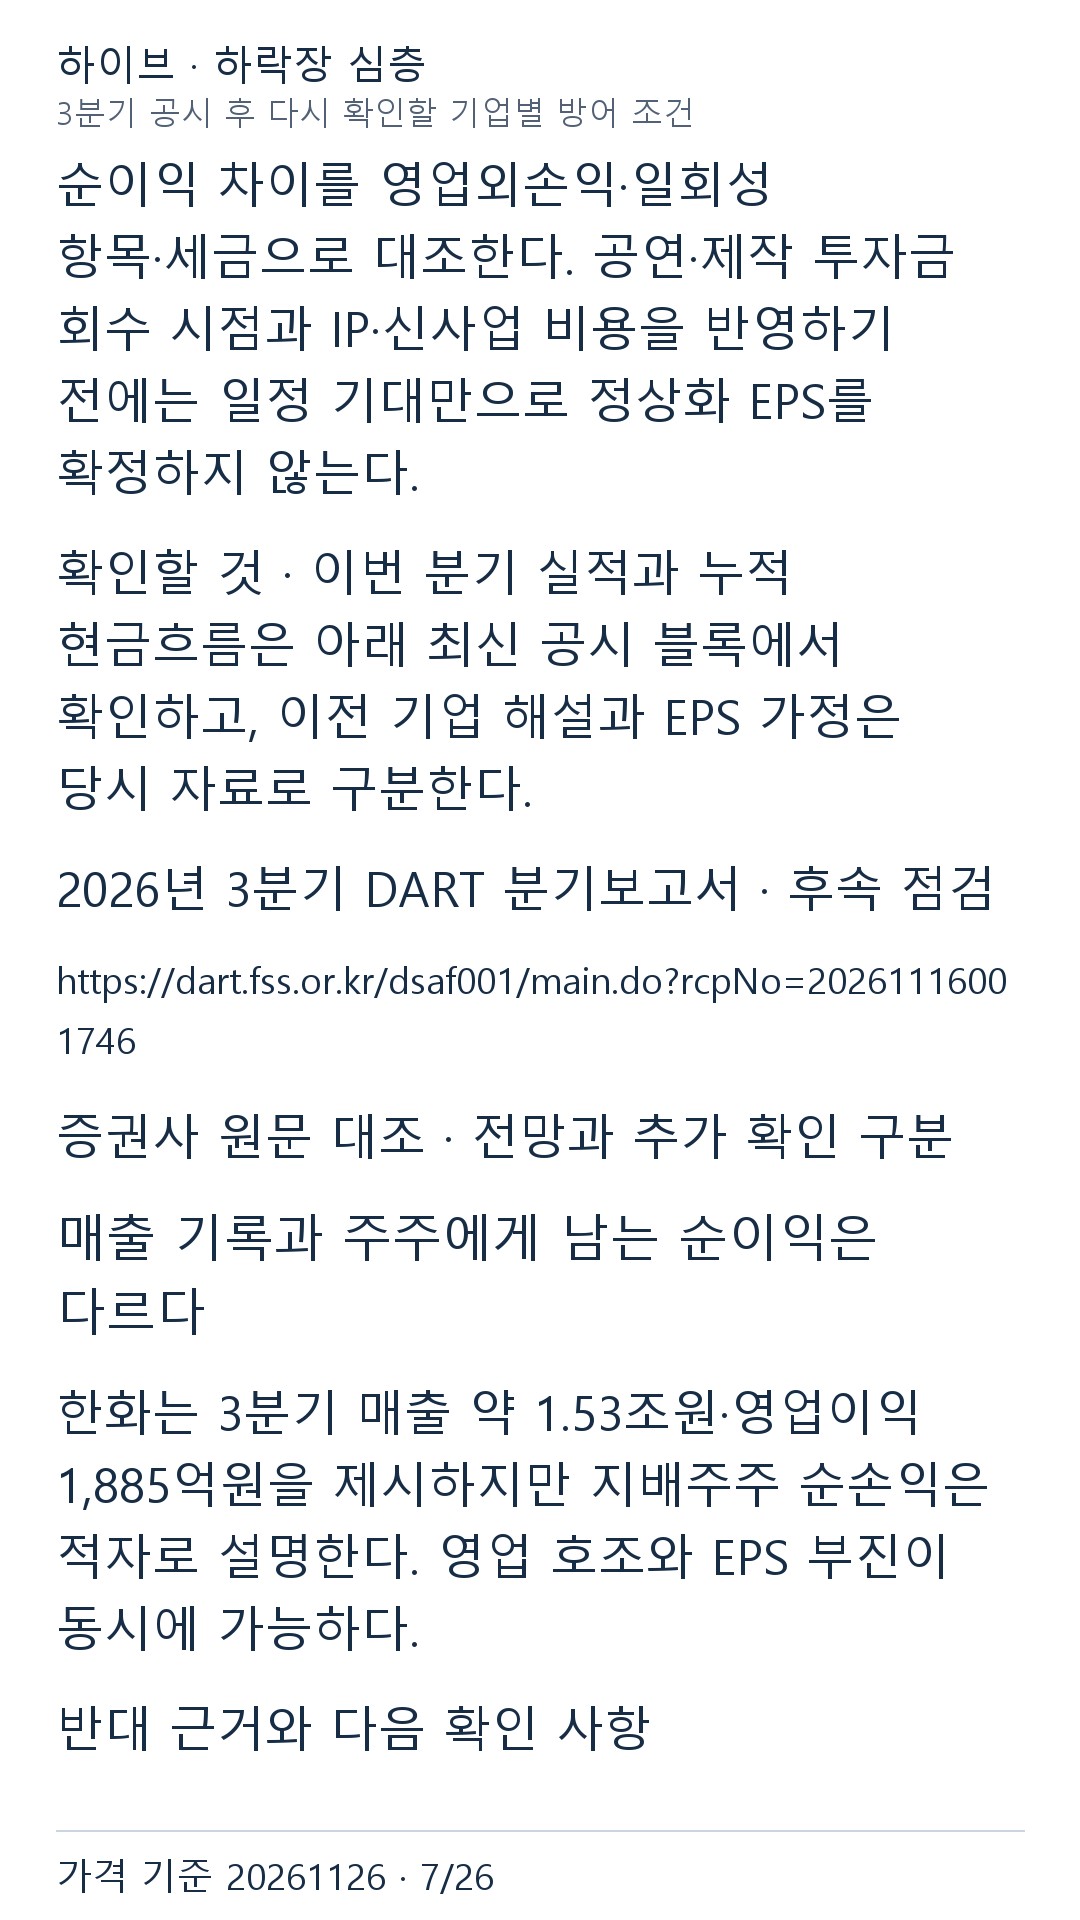 하이브 · 하락장 심층
3분기 공시 후 다시 확인할 기업별 방어 조건
순이익 차이를 영업외손익·일회성
항목·세금으로 대조한다. 공연·제작 투자금
회수 시점과 IP·신사업 비용을 반영하기
전에는 일정 기대만으로 정상화 EPS를
확정하지 않는다.
확인할 것 · 이번 분기 실적과 누적
현금흐름은 아래 최신 공시 블록에서
확인하고, 이전 기업 해설과 EPS 가정은
당시 자료로 구분한다.
2026년 3분기 DART 분기보고서 · 후속 점검
https://dart.fss.or.kr/dsaf001/main.do?rcpNo=2026111600
1746
증권사 원문 대조 · 전망과 추가 확인 구분
매출 기록과 주주에게 남는 순이익은
다르다
한화는 3분기 매출 약 1.53조원·영업이익
1,885억원을 제시하지만 지배주주 순손익은
적자로 설명한다. 영업 호조와 EPS 부진이
동시에 가능하다.
반대 근거와 다음 확인 사항
가격 기준 20261126 · 7/26